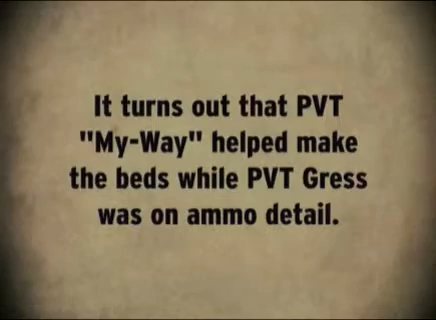 It turns out that PVT
"My-Way" helped make
the beds while PVT Gress
was on ammo detail.